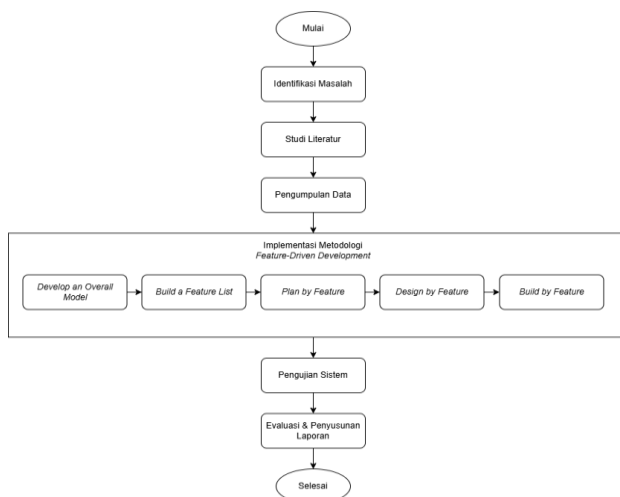 Mulai
Identifikasi Masalah
Studi Literatur
Pengumpulan Data
Implementasi Metodologi
Feature-Driven Development
Develop an Overall
Model
Build a Feature List
Plan by Feature
Design by Feature
Build by Feature
Pengujian Sistem
Evaluasi & Penyusunan
Laporan
Selesai